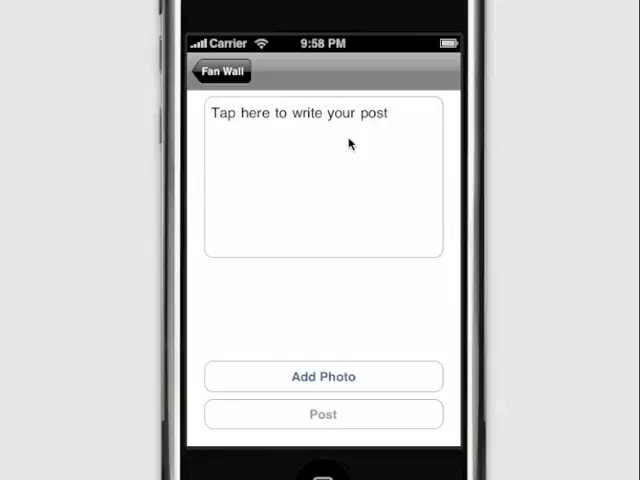 Carrier 9:58 PM
Fan Wall
Tap here to write your post
Add Photo
Post